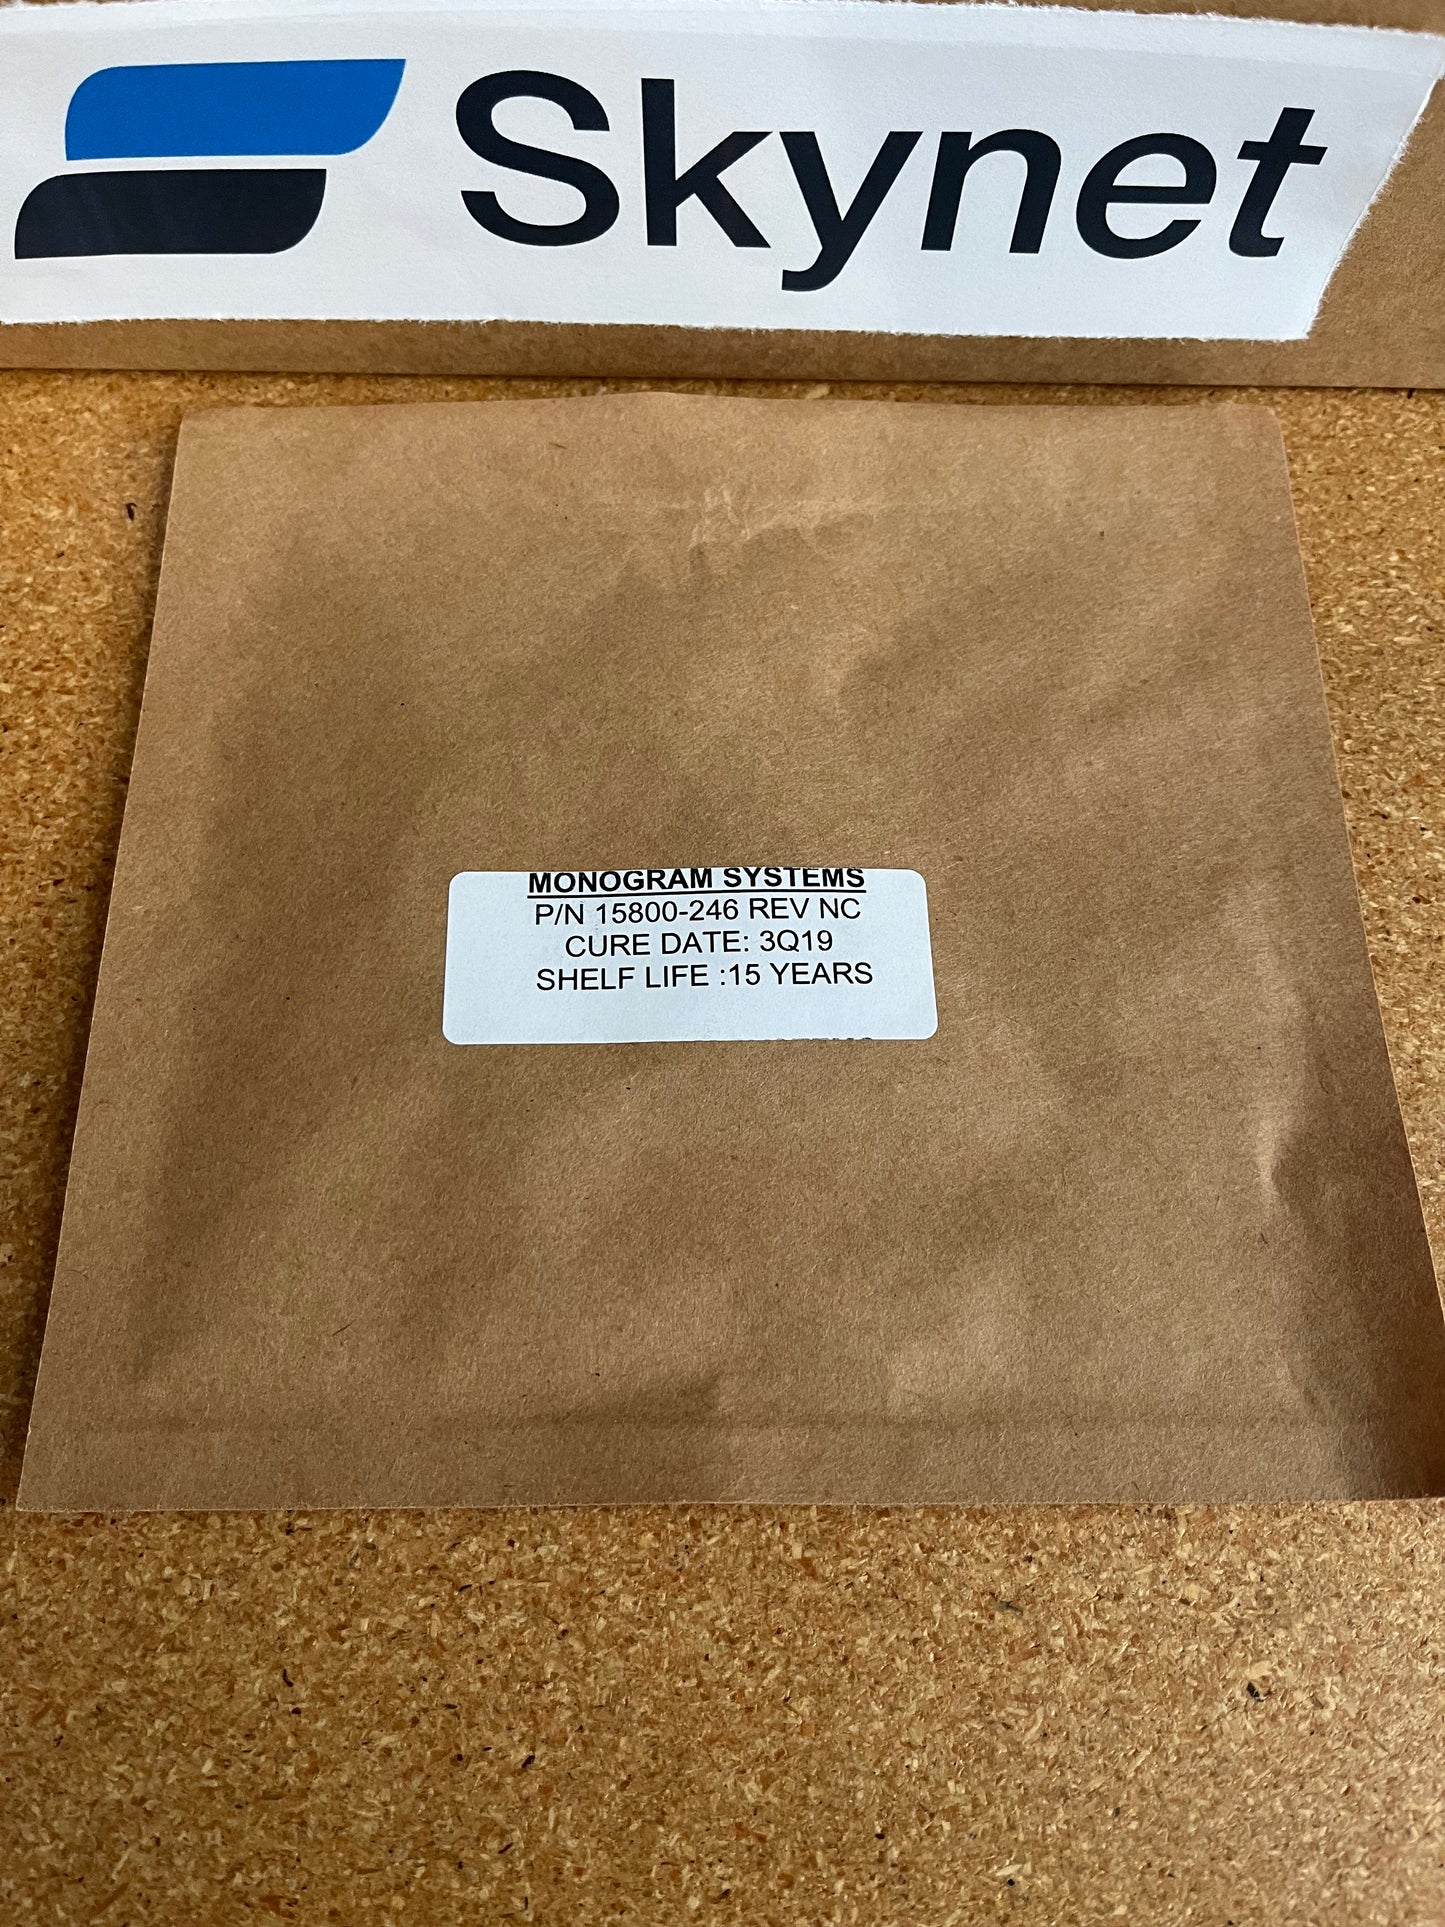 Skynet
MONOGRAM SYSTEMS
P/N 15800-246 REV NC
CURE DATE: 3Q19
SHELF LIFE :15 YEARS